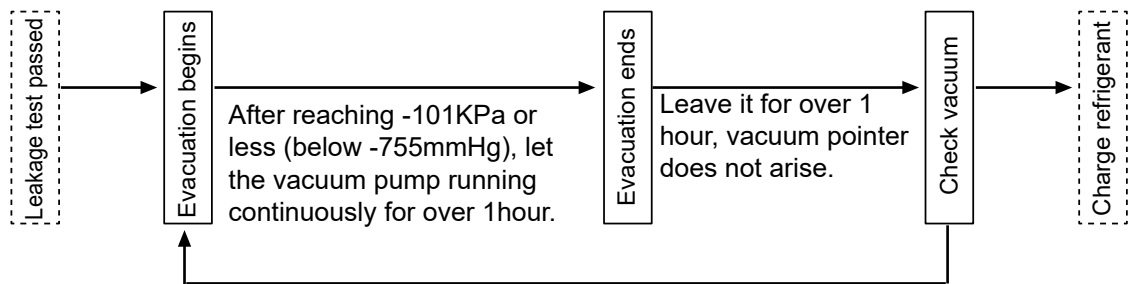 Leakage test passed
Evacuation begins
After reaching -101KPa or
less (below -755mmHg), let
the vacuum pump running
continuously for over 1hour.
Evacuation ends
Leave it for over 1
hour, vacuum pointer
does not arise.
Check vacuum
Charge refrigerant